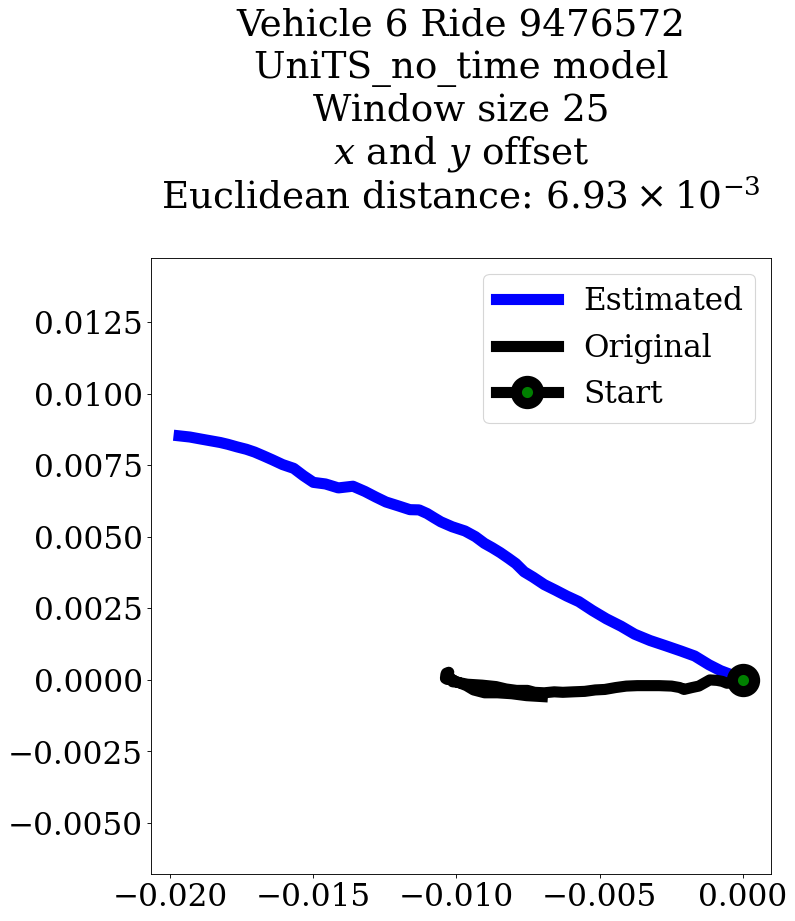 Vehicle 6 Ride 9476572
UniTS_no_time model
Window size 25
x and y offset
Euclidean distance: 6.93 × 10⁻³
Estimated
Original
Start
0.0125
0.0100
0.0075
0.0050
0.0025
0.0000
−0.0025
−0.0050
−0.020 −0.015 −0.010 −0.005 0.000